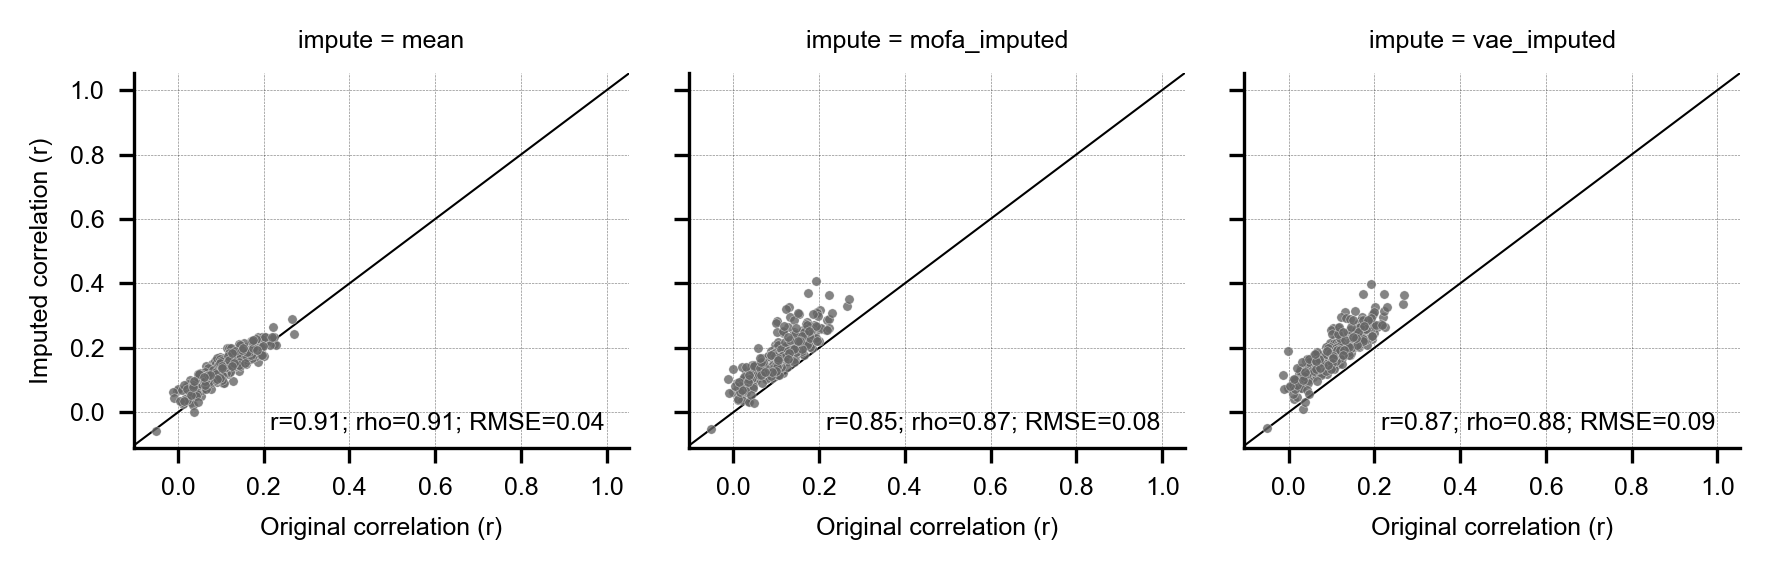 impute = mean
impute = mofa_imputed
impute = vae_imputed
Imputed correlation (r)
1.0
0.8
0.6
0.4
0.2
0.0
r=0.91; rho=0.91; RMSE=0.04
r=0.85; rho=0.87; RMSE=0.08
r=0.87; rho=0.88; RMSE=0.09
0.0 0.2 0.4 0.6 0.8 1.0
0.0 0.2 0.4 0.6 0.8 1.0
0.0 0.2 0.4 0.6 0.8 1.0
Original correlation (r)
Original correlation (r)
Original correlation (r)